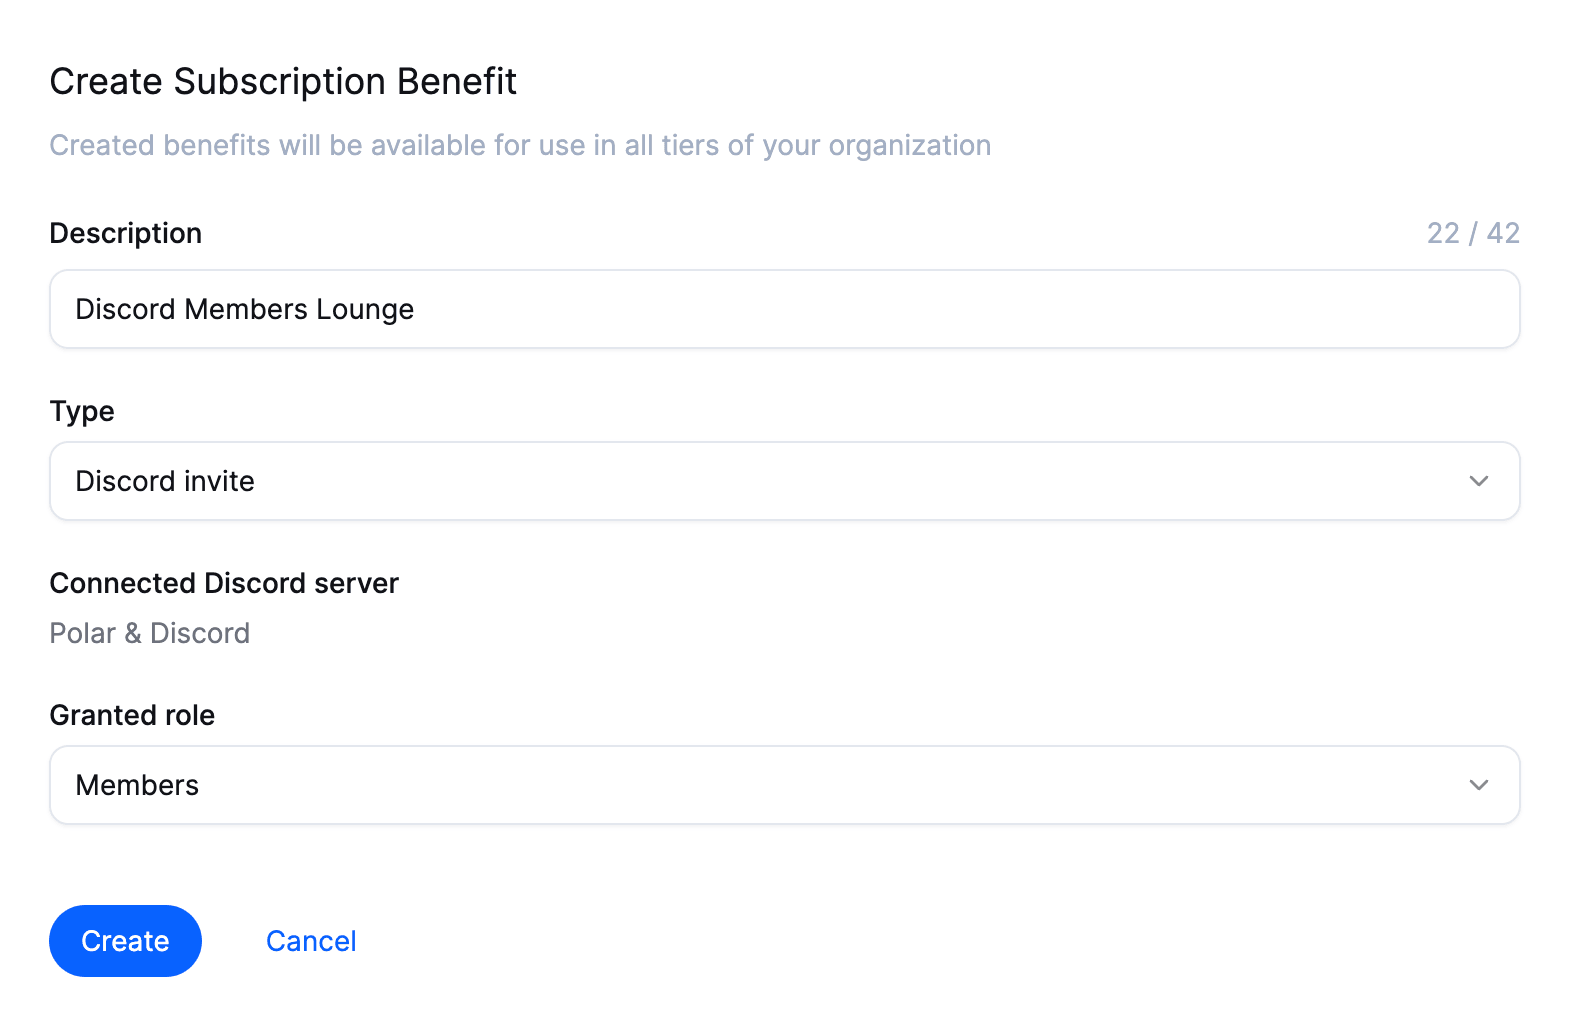 Create Subscription Benefit
Created benefits will be available for use in all tiers of your organization
Description
22 / 42
Discord Members Lounge
Type
Discord invite
Connected Discord server
Polar & Discord
Granted role
Members
Create
Cancel